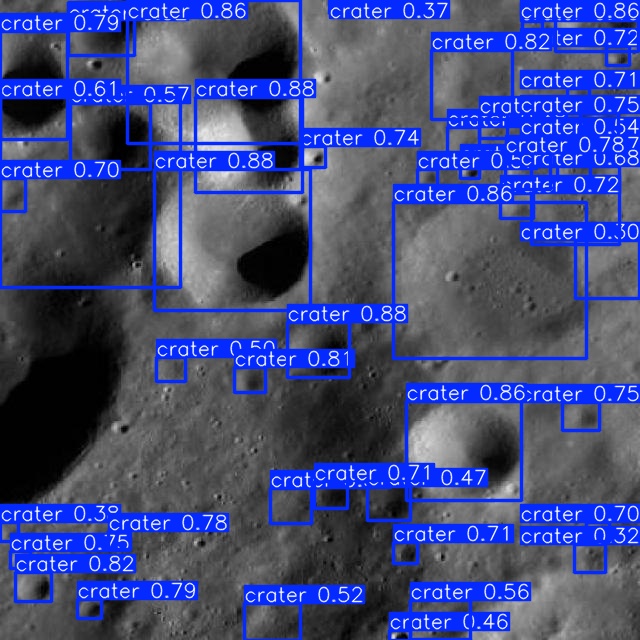 crater 0.86
crater 0.37
crater 0.86
crater 0.79
crater 0.82
0.72
crater 0.71
crater 0.61
0.57
crater 0.88
0.75
crater 0.54
crater 0.74
crater 0.88
crater 0.70
crater 0.68
0.72
crater 0.86
0.30
crater 0.88
crater 0.50
crater 0.81
crater 0.86
crater 0.75
crater 0.71
0.47
crater 0.38
crater 0.78
crater 0.70
crater 0.71
crater 0.32
crater 0.75
crater 0.82
crater 0.79
crater 0.52
crater 0.56
crater 0.46